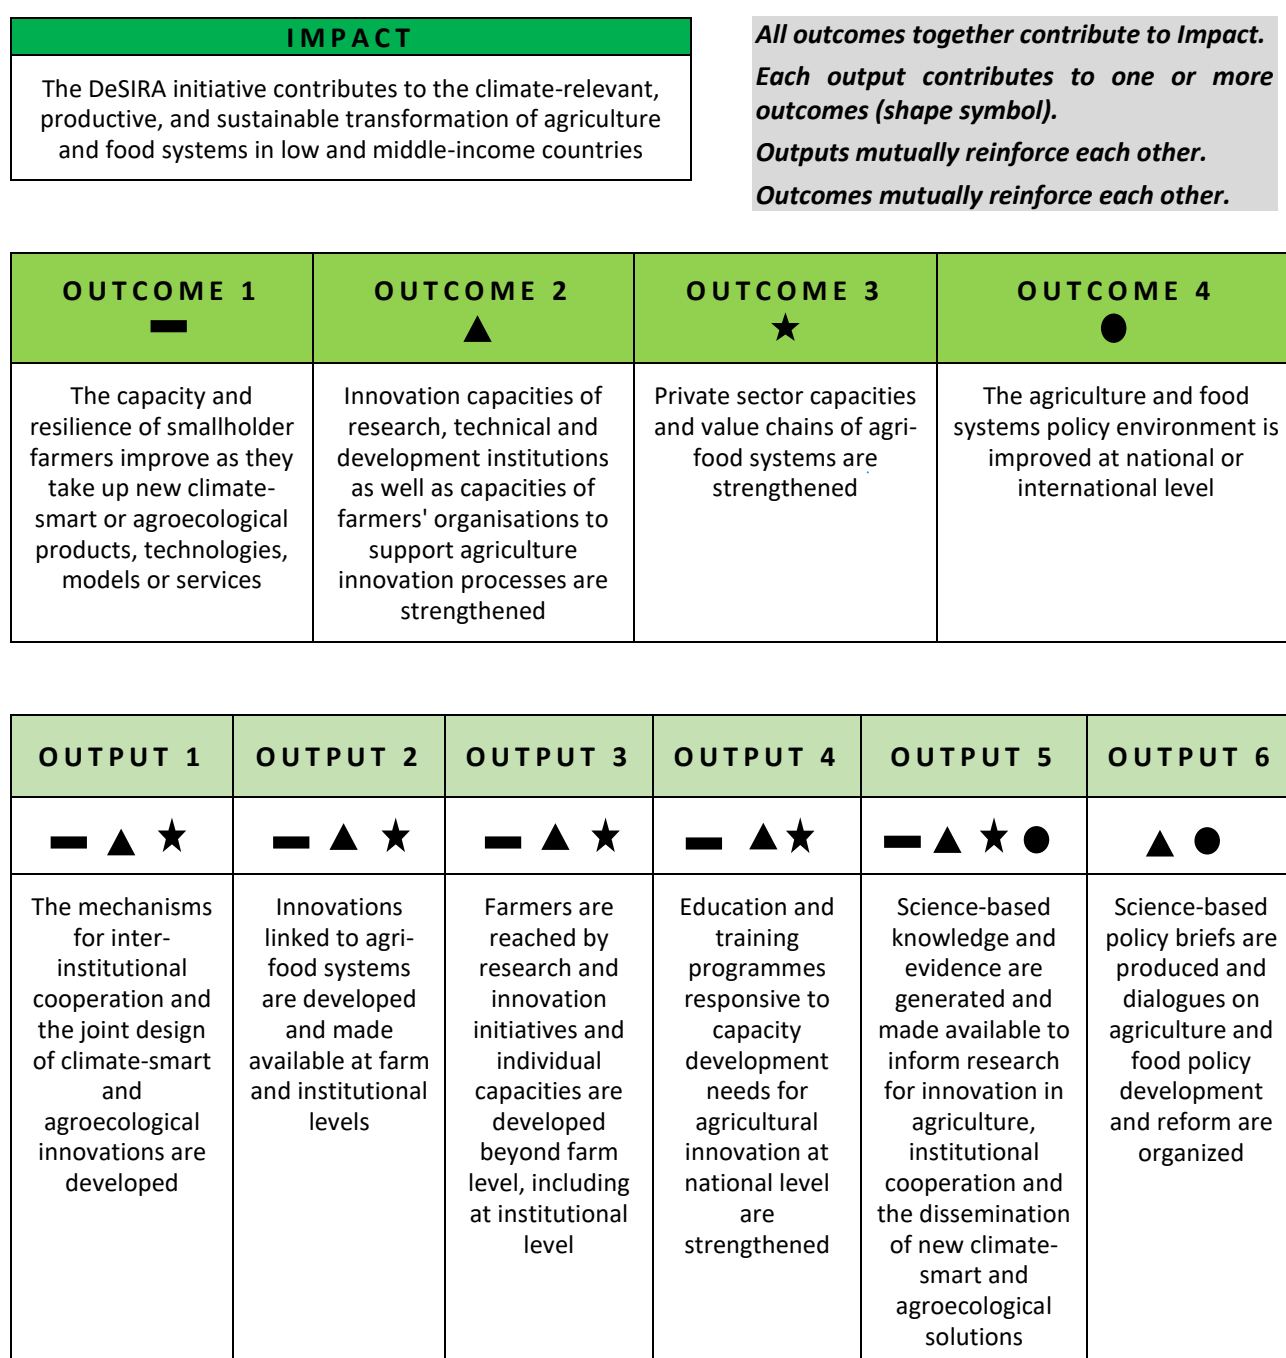 IMPACT
The DeSIRA initiative contributes to the climate-relevant,
productive, and sustainable transformation of agriculture
and food systems in low and middle-income countries
All outcomes together contribute to Impact.
Each output contributes to one or more
outcomes (shape symbol).
Outputs mutually reinforce each other.
Outcomes mutually reinforce each other.
OUTCOME 1
The capacity and
resilience of smallholder
farmers improve as they
take up new climate-
smart or agroecological
products, technologies,
models or services
OUTCOME 2
Innovation capacities of
research, technical and
development institutions
as well as capacities of
farmers' organisations to
support agriculture
innovation processes are
strengthened
OUTCOME 3
Private sector capacities
and value chains of agri-
food systems are
strengthened
OUTCOME 4
The agriculture and food
systems policy environment is
improved at national or
international level
OUTPUT 1
The mechanisms
for inter-
institutional
cooperation and
the joint design
of climate-smart
and
agroecological
innovations are
developed
OUTPUT 2
Innovations
linked to agri-
food systems
are developed
and made
available at farm
and institutional
levels
OUTPUT 3
Farmers are
reached by
research and
innovation
initiatives and
individual
capacities are
developed
beyond farm
level, including
at institutional
level
OUTPUT 4
Education and
training
programmes
responsive to
capacity
development
needs for
agricultural
innovation at
national level
are
strengthened
OUTPUT 5
Science-based
knowledge and
evidence are
generated and
made available to
inform research
for innovation in
agriculture,
institutional
cooperation and
the dissemination
of new climate-
smart and
agroecological
solutions
OUTPUT 6
Science-based
policy briefs are
produced and
dialogues on
agriculture and
food policy
development
and reform are
organized